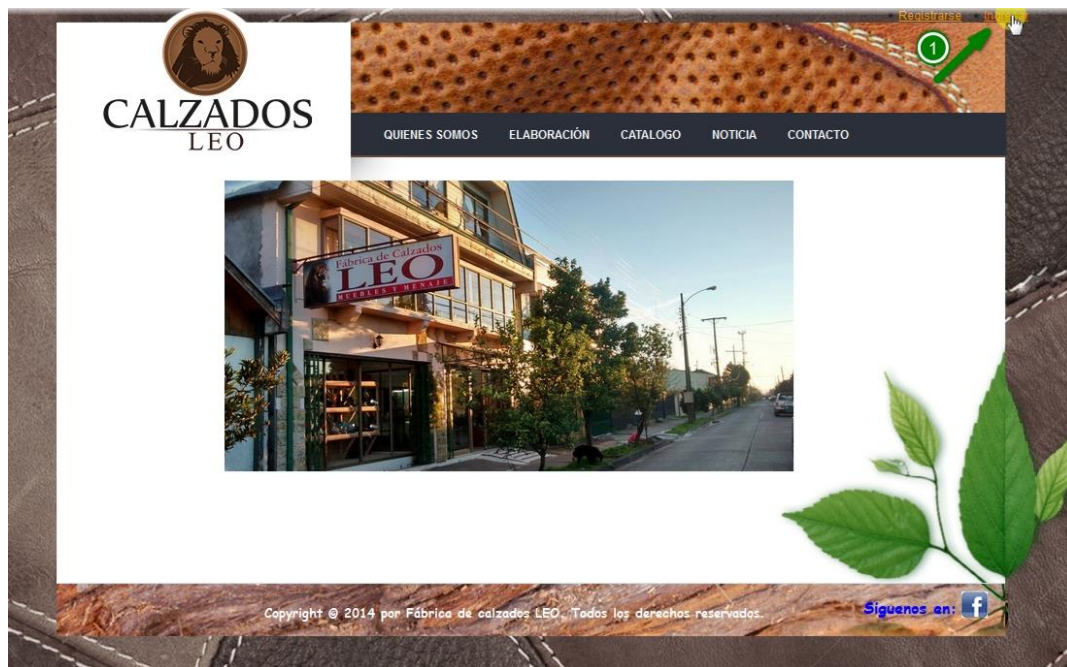 Registrarse
1
CALZADOS
LEO
QUIENES SOMOS ELABORACIÓN CATALOGO NOTICIA CONTACTO
Fábrica de Calzados
LEO
MUEBLES Y MENAJE
Copyright @ 2014 por Fábrica de calzados LEO. Todos los derechos reservados.
Siguenos en: f